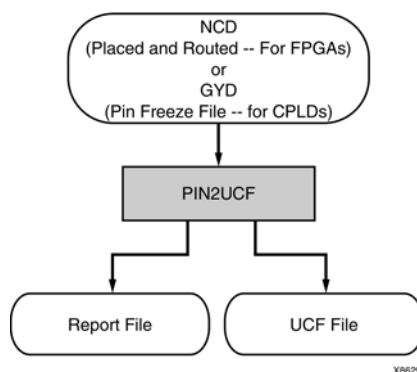 NCD
(Placed and Routed -- For FPGAs)
or
GYD
(Pin Freeze File -- for CPLDs)
PIN2UCF
Report File
UCF File